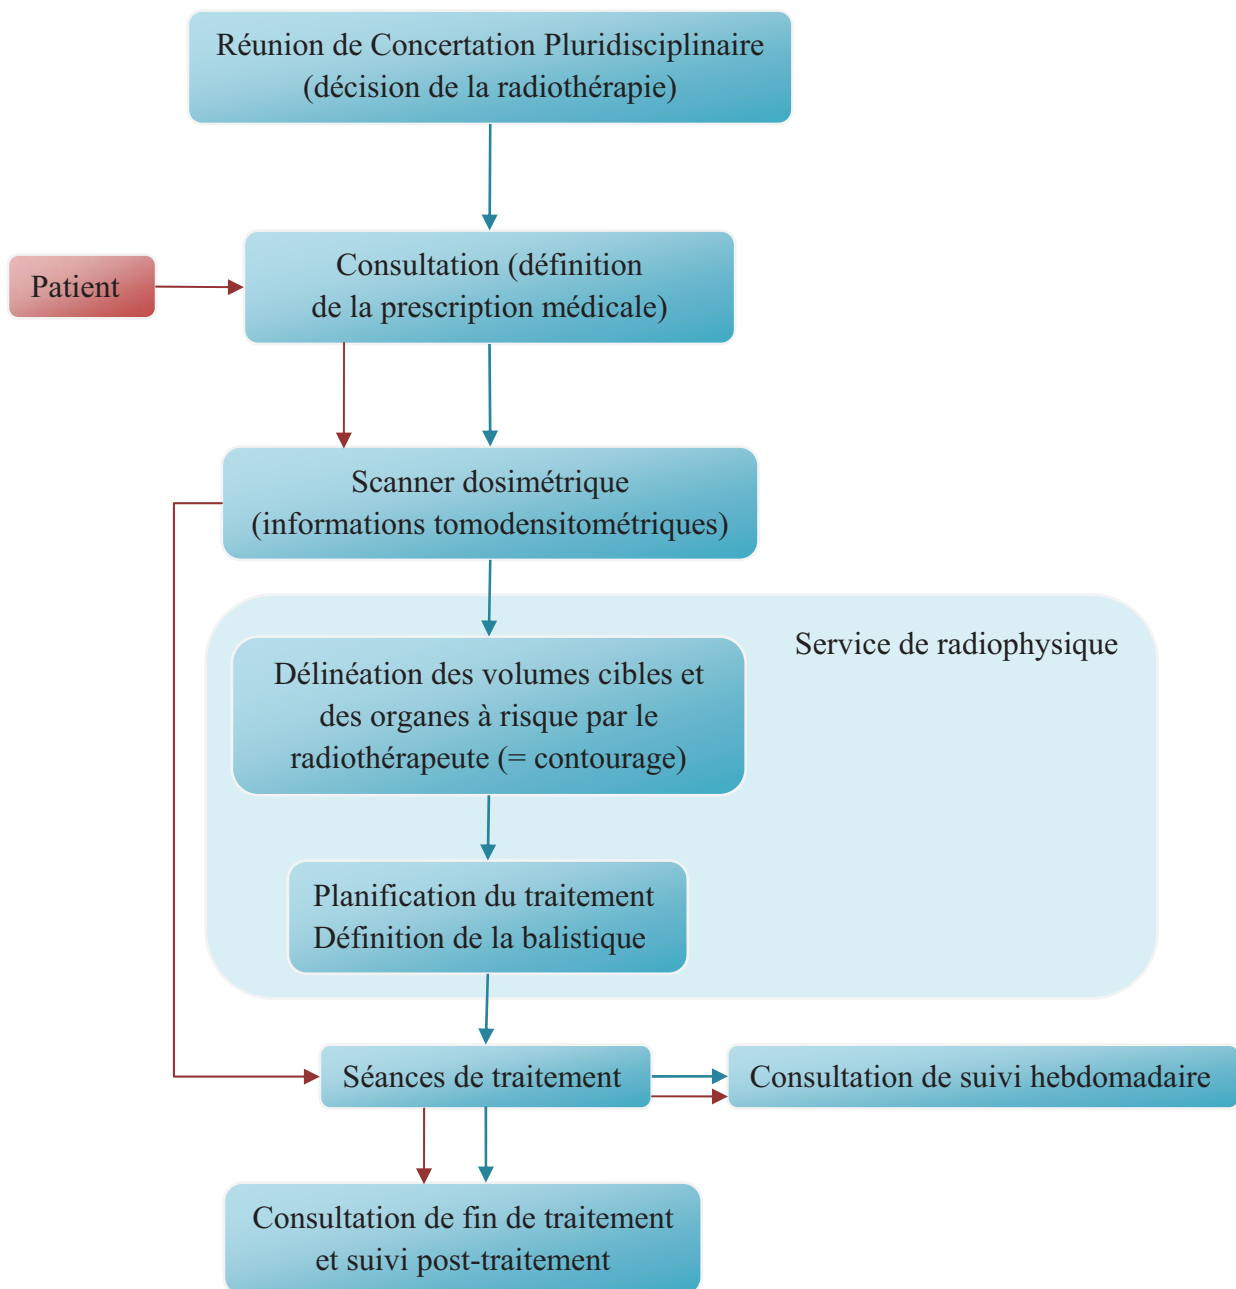 Réunion de Concertation Pluridisciplinaire
(décision de la radiothérapie)
Patient
Consultation (définition
de la prescription médicale)
Scanner dosimétrique
(informations tomodensitométriques)
Service de radiophysique
Délinéation des volumes cibles et
des organes à risque par le
radiothérapeute (= contourage)
Planification du traitement
Définition de la balistique
Séances de traitement
Consultation de suivi hebdomadaire
Consultation de fin de traitement
et suivi post-traitement